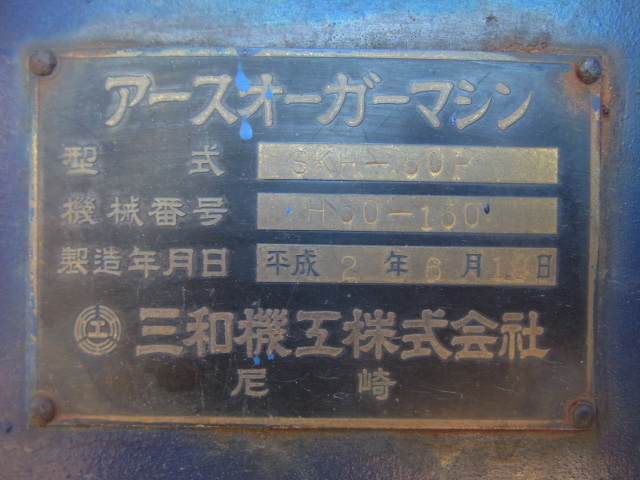 アースオーガーマシン
型式
機械番号
製造年月日 平成2年6月 日
三和機工株式会社
尼崎